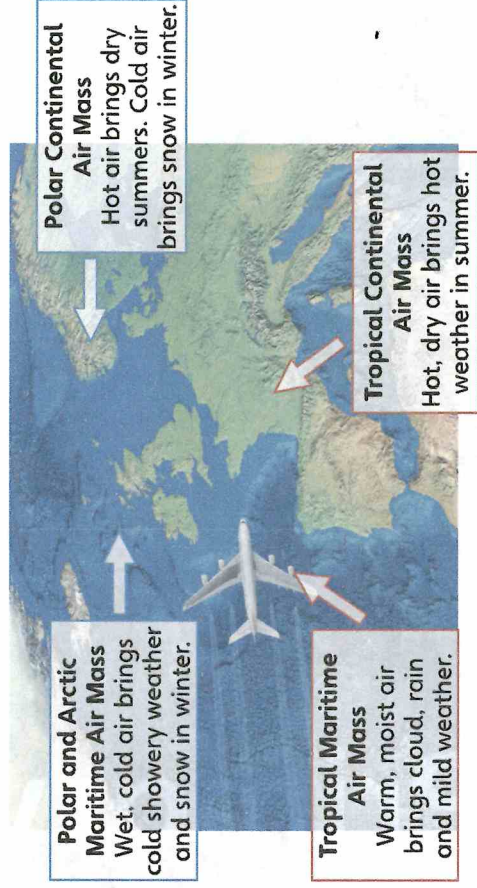 Polar and Arctic
Maritime Air Mass
Wet, cold air brings
cold showery weather
and snow in winter.
Polar Continental
Air Mass
Hot air brings dry
summers. Cold air
brings snow in winter.
Tropical Maritime
Air Mass
Warm, moist air
brings cloud, rain
and mild weather.
Tropical Continental
Air Mass
Hot, dry air brings hot
weather in summer.